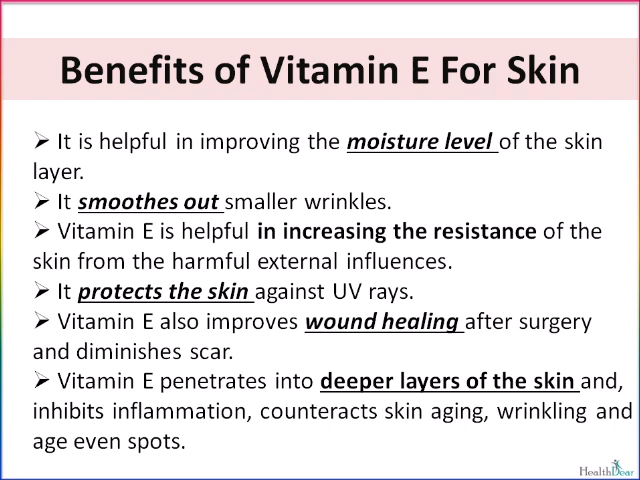 Benefits of Vitamin E For Skin
➢ It is helpful in improving the moisture level of the skin
layer.
➢ It smoothes out smaller wrinkles.
➢ Vitamin E is helpful in increasing the resistance of the
skin from the harmful external influences.
➢ It protects the skin against UV rays.
➢ Vitamin E also improves wound healing after surgery
and diminishes scar.
➢ Vitamin E penetrates into deeper layers of the skin and,
inhibits inflammation, counteracts skin aging, wrinkling and
age even spots.
HealthDear